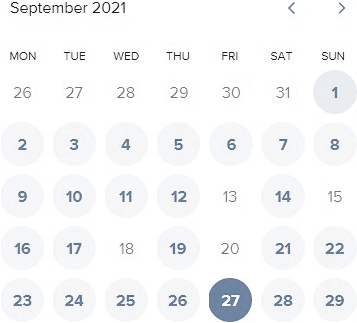 September 2021
MON TUE WED THU FRI SAT SUN
26 27 28 29 30 31 1
2 3 4 5 6 7 8
9 10 11 12 13 14 15
16 17 18 19 20 21 22
23 24 25 26 27 28 29